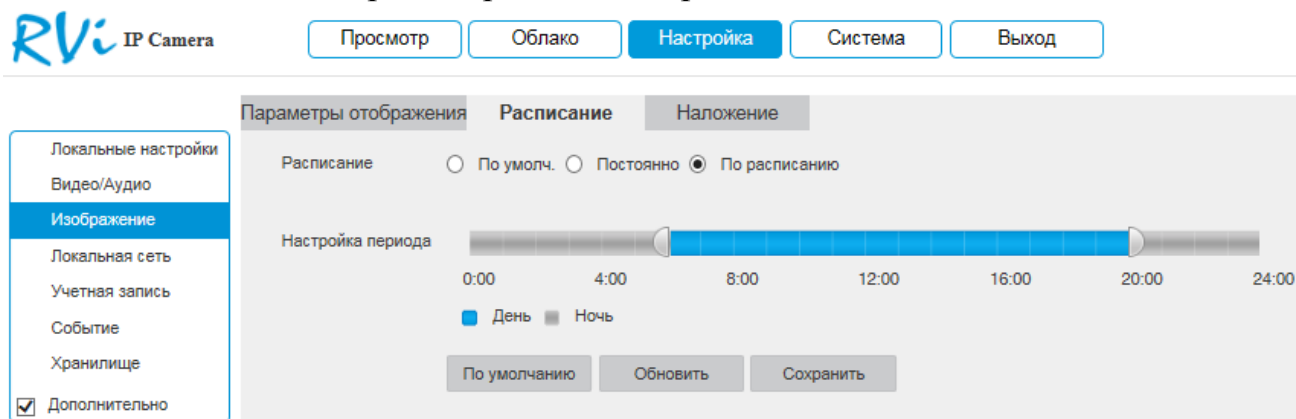 RVi IP Camera
Просмотр Облако Настройка Система Выход
Параметры отображения Расписание Наложение
Локальные настройки
Видео/Аудио
Изображение
Локальная сеть
Учетная запись
Событие
Хранилище
Дополнительно
Расписание По умолч. Постоянно По расписанию
Настройка периода
0:00 4:00 8:00 12:00 16:00 20:00 24:00
День Ночь
По умолчанию Обновить Сохранить